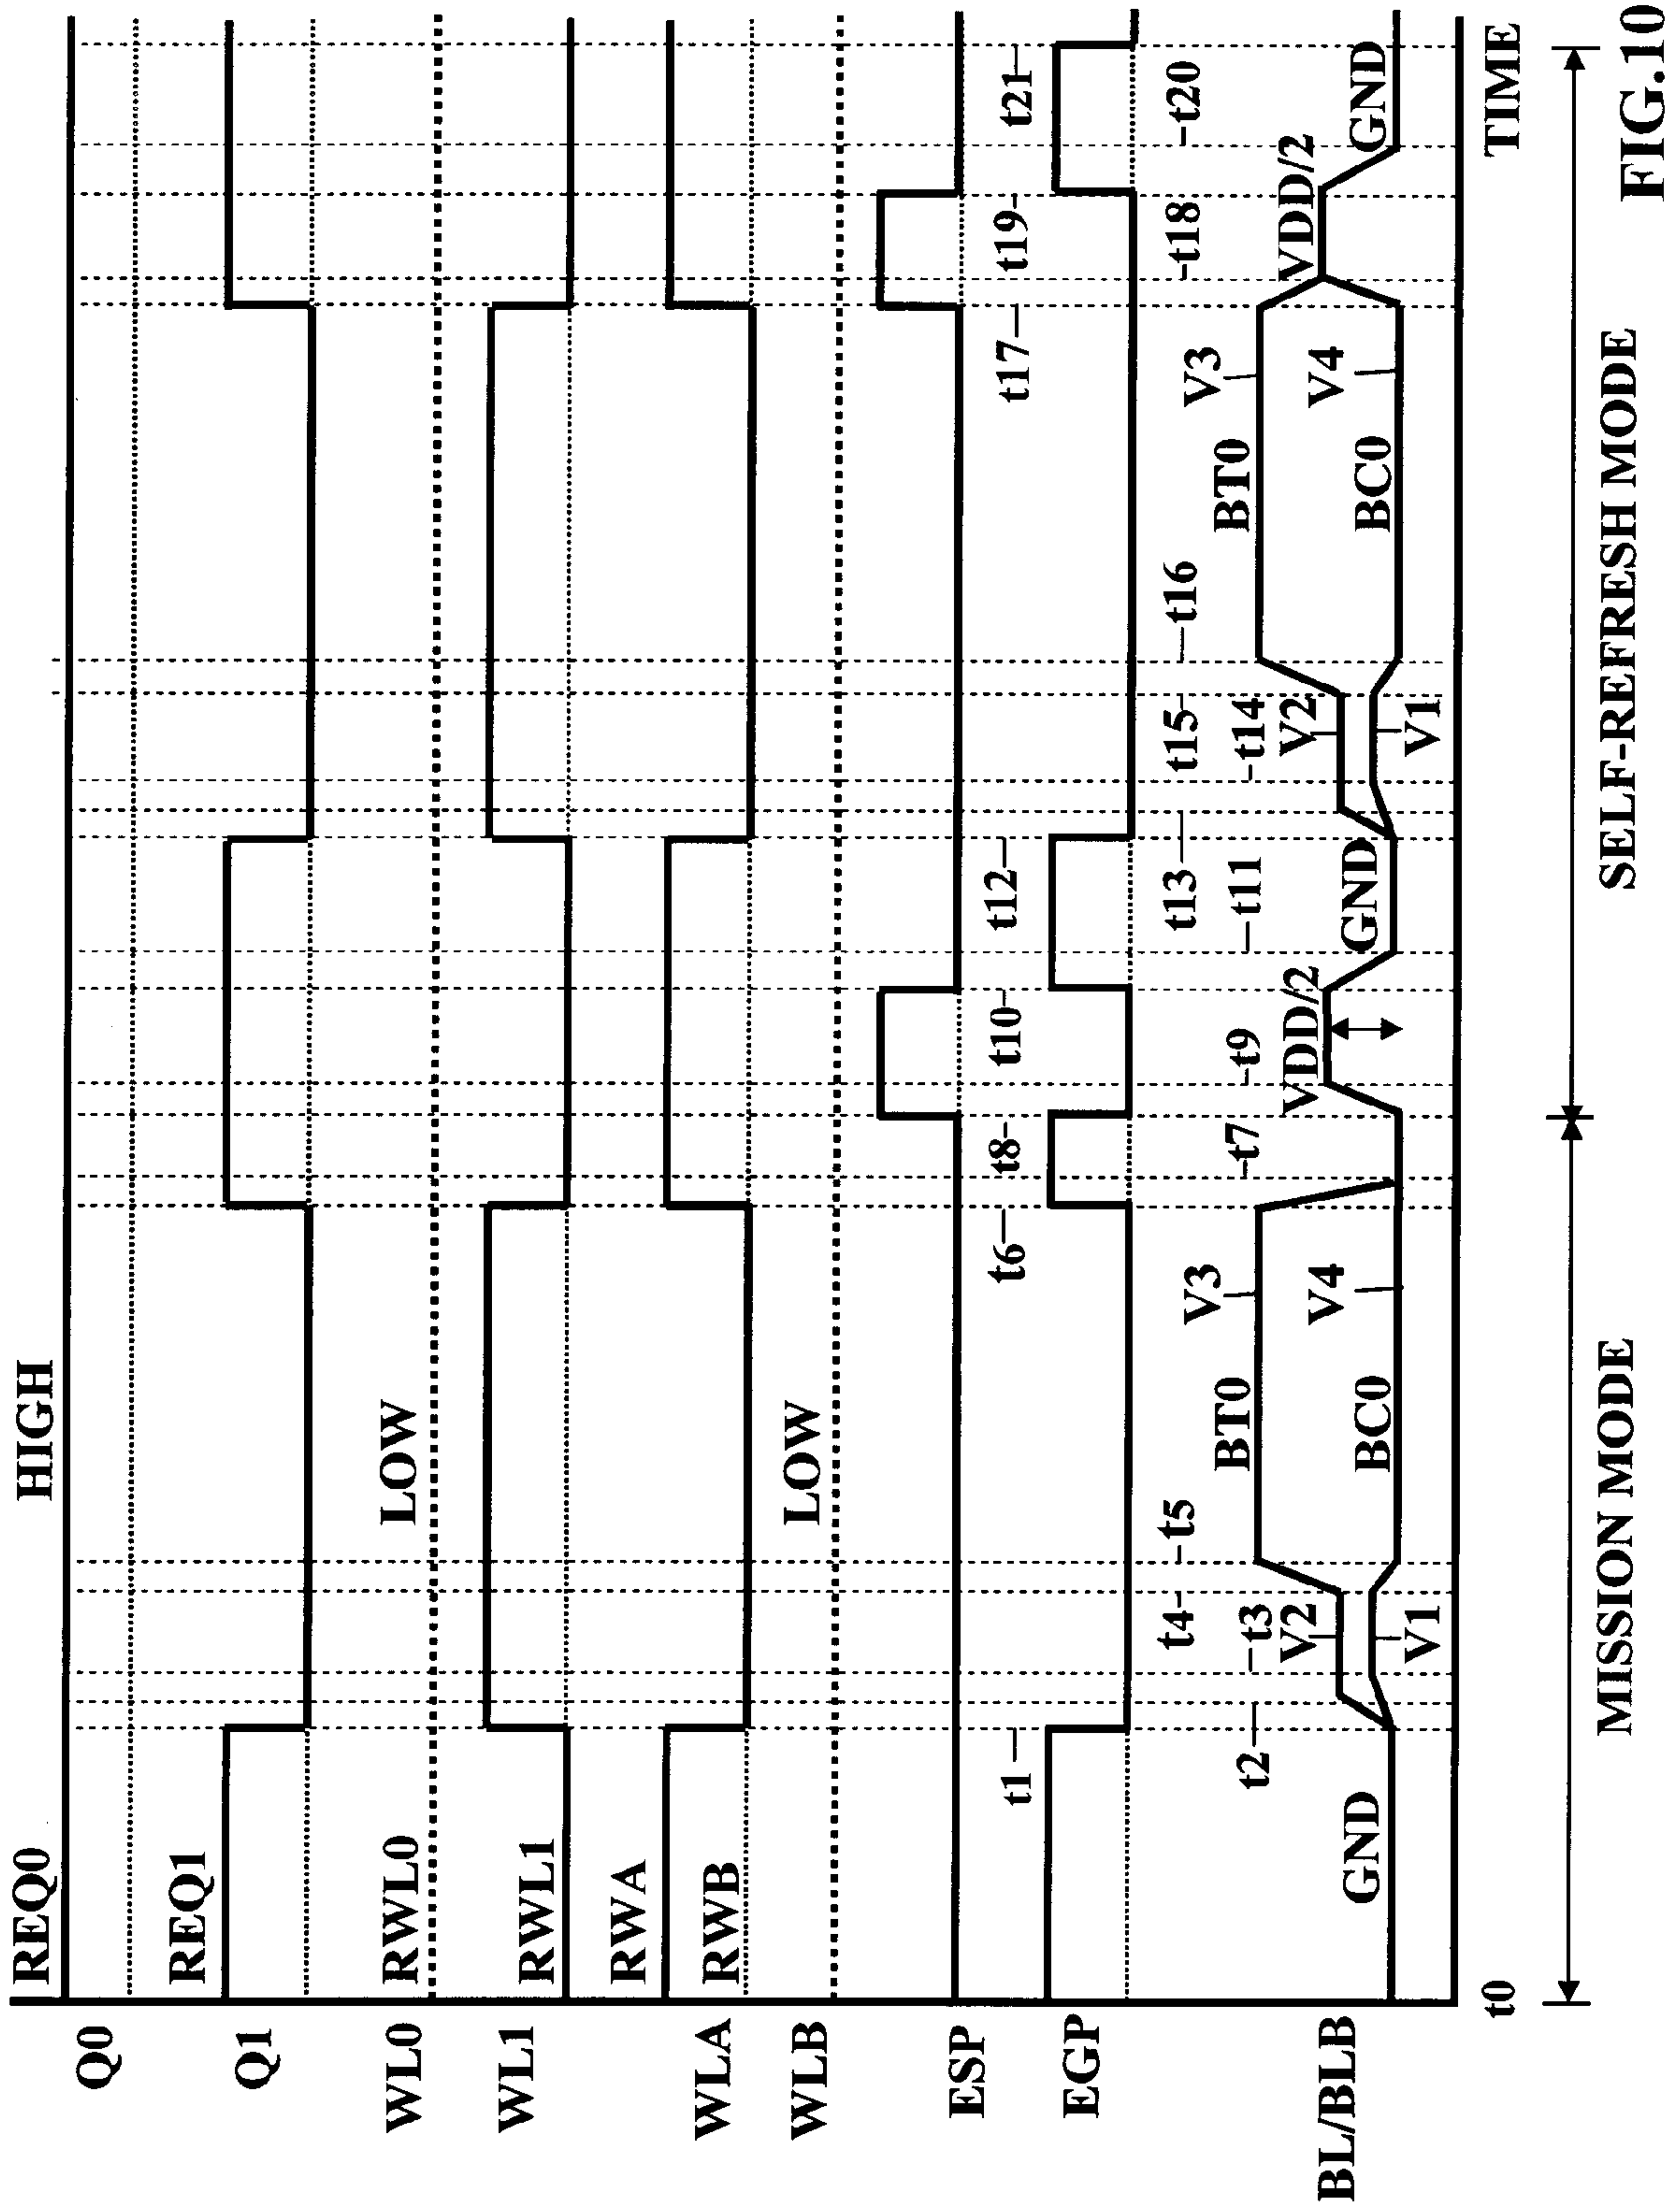 Q0
REQ0
HIGH
Q1
REQ1
WL0
RWL0
LOW
WL1
RWL1
WLA
RWA
WLB
RWB
LOW
ESP
EGP
t1
t6
t8
t10
t12
t17
t19
t21
t4
t5
t13
t15
t16
t18
t20
t2
t3
t7
t9
t11
t14
BL/BLB
GND
V2
V1
BT0
V3
BC0
V4
VDD/2
GND
V2
V1
BT0
V3
BC0
V4
VDD/2
GND
t0
TIME
MISSION MODE
SELF-REFRESH MODE
FIG.10